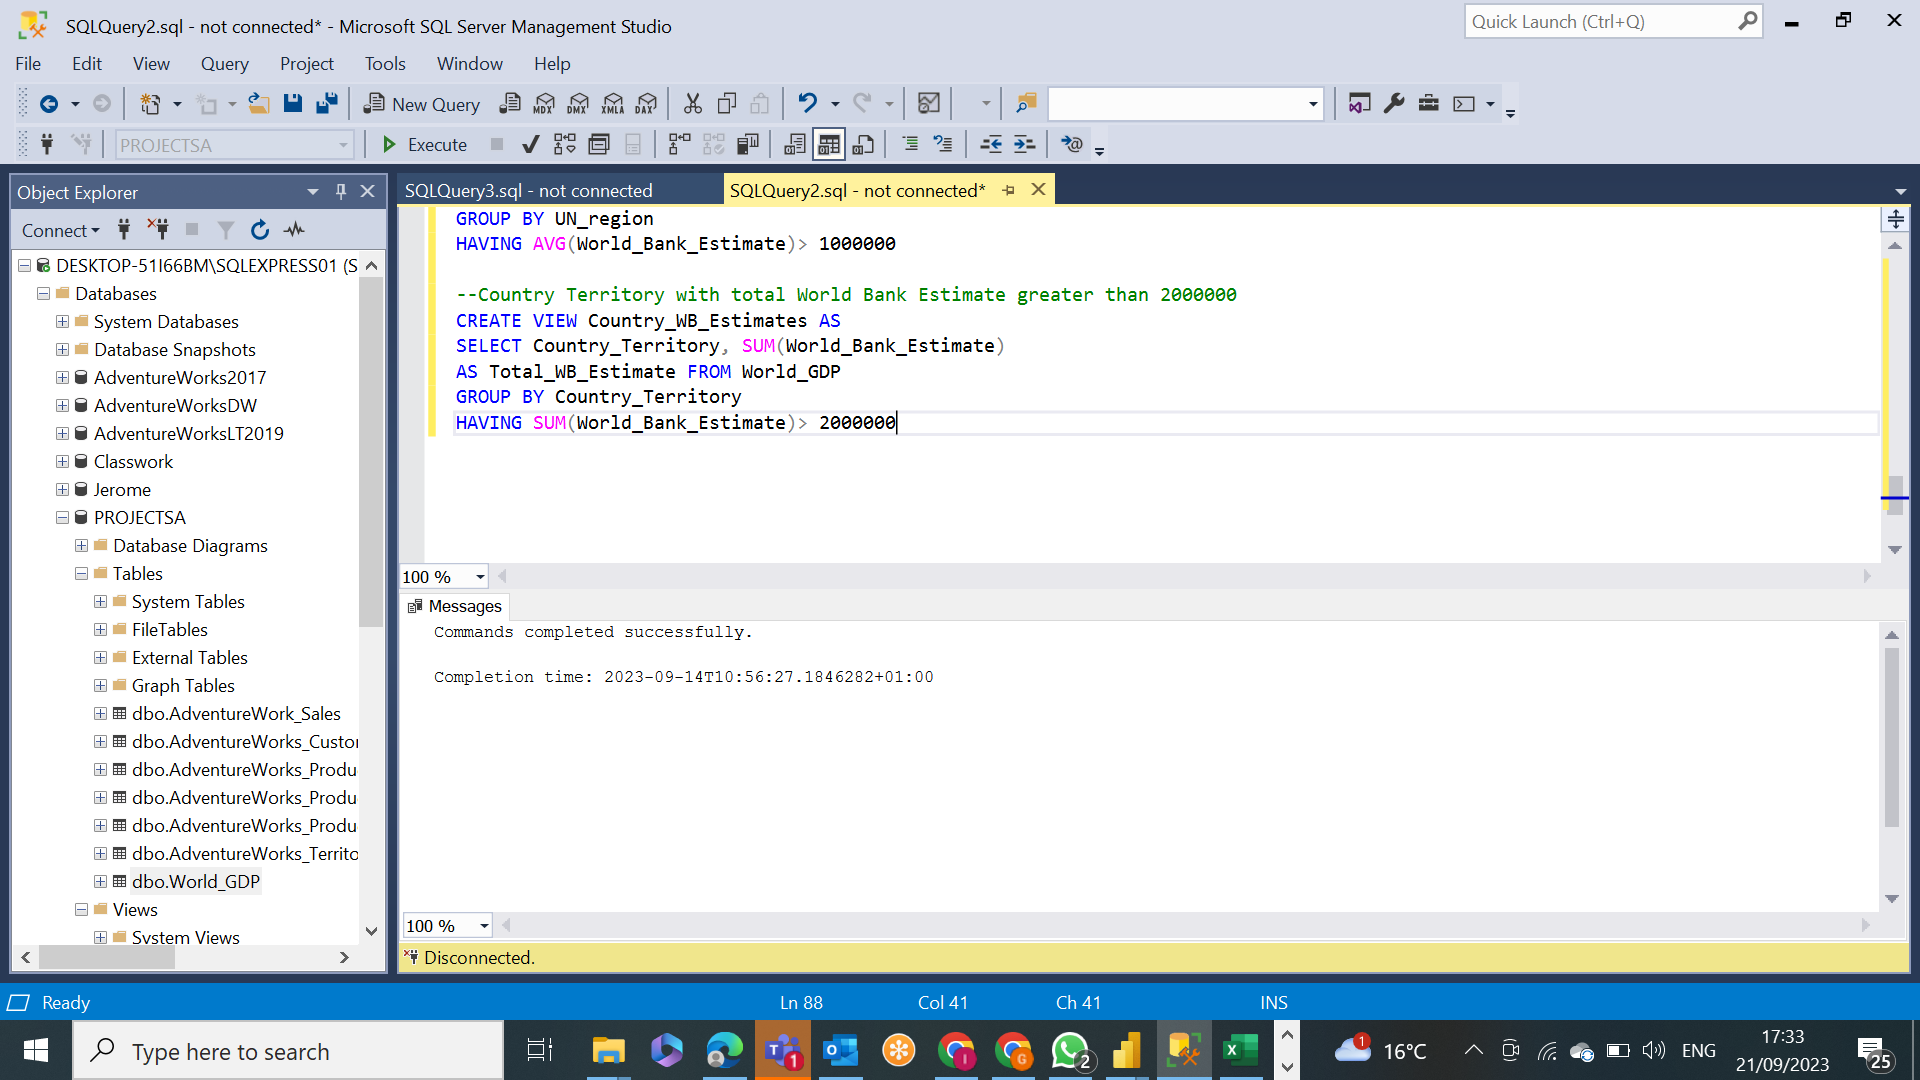 SQLQuery2.sql - not connected* - Microsoft SQL Server Management Studio
Quick Launch (Ctrl+Q)
File Edit View Query Project Tools Window Help
New Query MDX DMX XMLA DAX
PROJECTSA Execute
Object Explorer
Connect
DESKTOP-51I66BM\SQLEXPRESS01 (S
Databases
System Databases
Database Snapshots
AdventureWorks2017
AdventureWorksDW
AdventureWorksLT2019
Classwork
Jerome
PROJECTSA
Database Diagrams
Tables
System Tables
FileTables
External Tables
Graph Tables
dbo.AdventureWork_Sales
dbo.AdventureWorks_Custor
dbo.AdventureWorks_Produ
dbo.AdventureWorks_Produ
dbo.AdventureWorks_Produ
dbo.AdventureWorks_Territo
dbo.World_GDP
Views
System Views
SQLQuery3.sql - not connected
SQLQuery2.sql - not connected*
GROUP BY UN_region
HAVING AVG(World_Bank_Estimate)> 1000000
--Country Territory with total World Bank Estimate greater than 2000000
CREATE VIEW Country_WB_Estimates AS
SELECT Country_Territory, SUM(World_Bank_Estimate)
AS Total_WB_Estimate FROM World_GDP
GROUP BY Country_Territory
HAVING SUM(World_Bank_Estimate)> 2000000
100 %
Messages
Commands completed successfully.
Completion time: 2023-09-14T10:56:27.1846282+01:00
100 %
Disconnected.
Ready Ln 88 Col 41 Ch 41 INS
Type here to search
T 1
O
I
G
2
X
1
16°C
ENG
17:33
21/09/2023
25